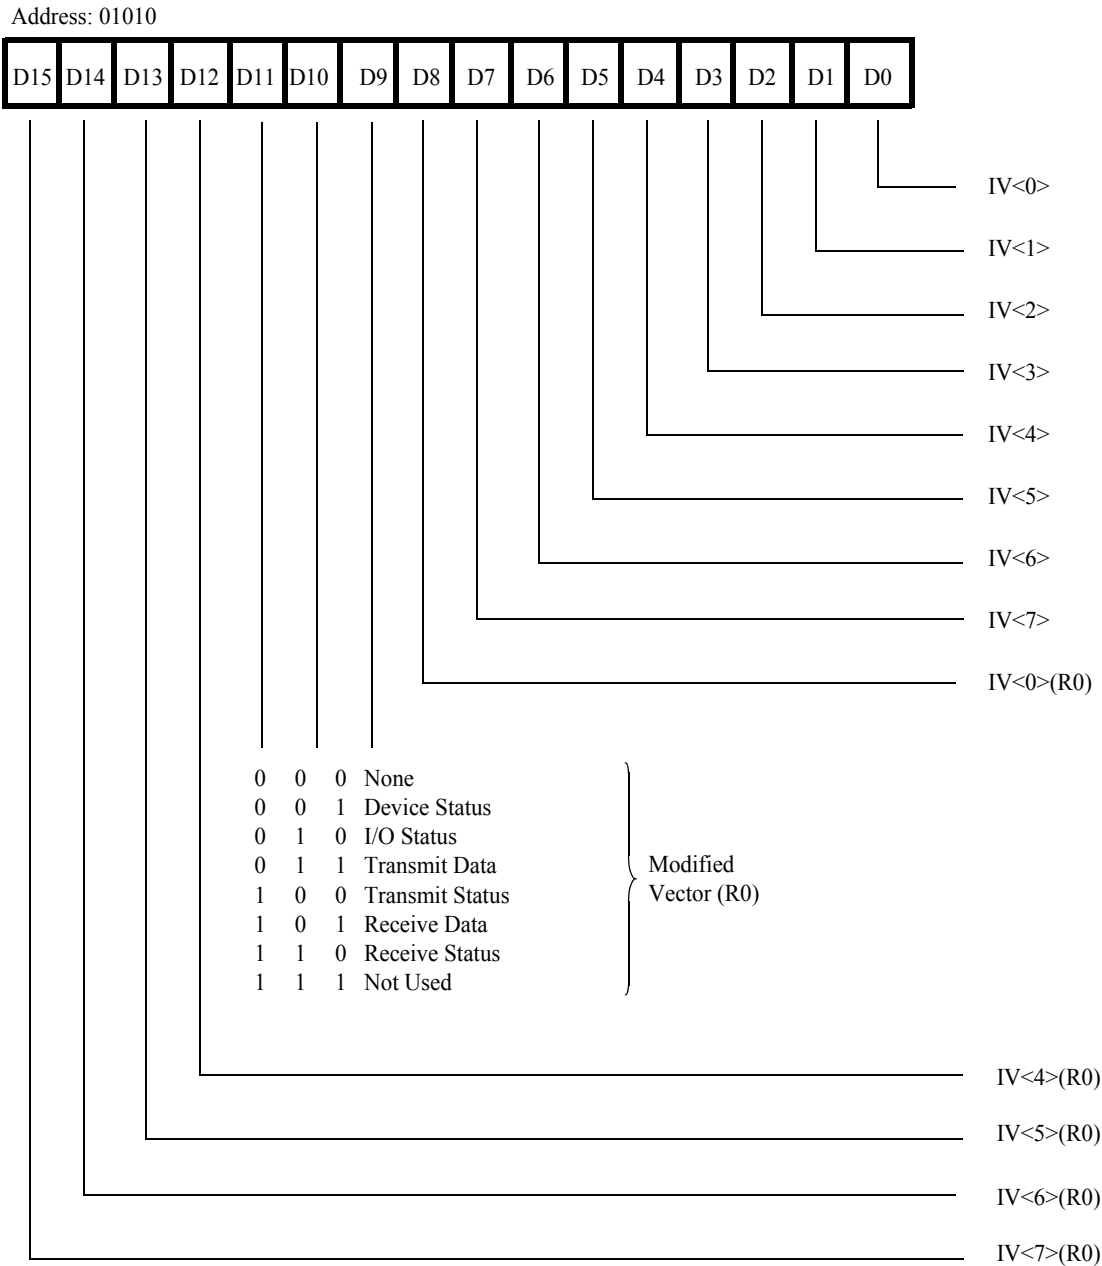 Address: 01010
D15 D14 D13 D12 D11 D10 D9 D8 D7 D6 D5 D4 D3 D2 D1 D0
IV<0>
IV<1>
IV<2>
IV<3>
IV<4>
IV<5>
IV<6>
IV<7>
IV<0>(R0)
0 0 0 None
0 0 1 Device Status
0 1 0 I/O Status
0 1 1 Transmit Data
1 0 0 Transmit Status
1 0 1 Receive Data
1 1 0 Receive Status
1 1 1 Not Used
Modified
Vector (R0)
IV<4>(R0)
IV<5>(R0)
IV<6>(R0)
IV<7>(R0)